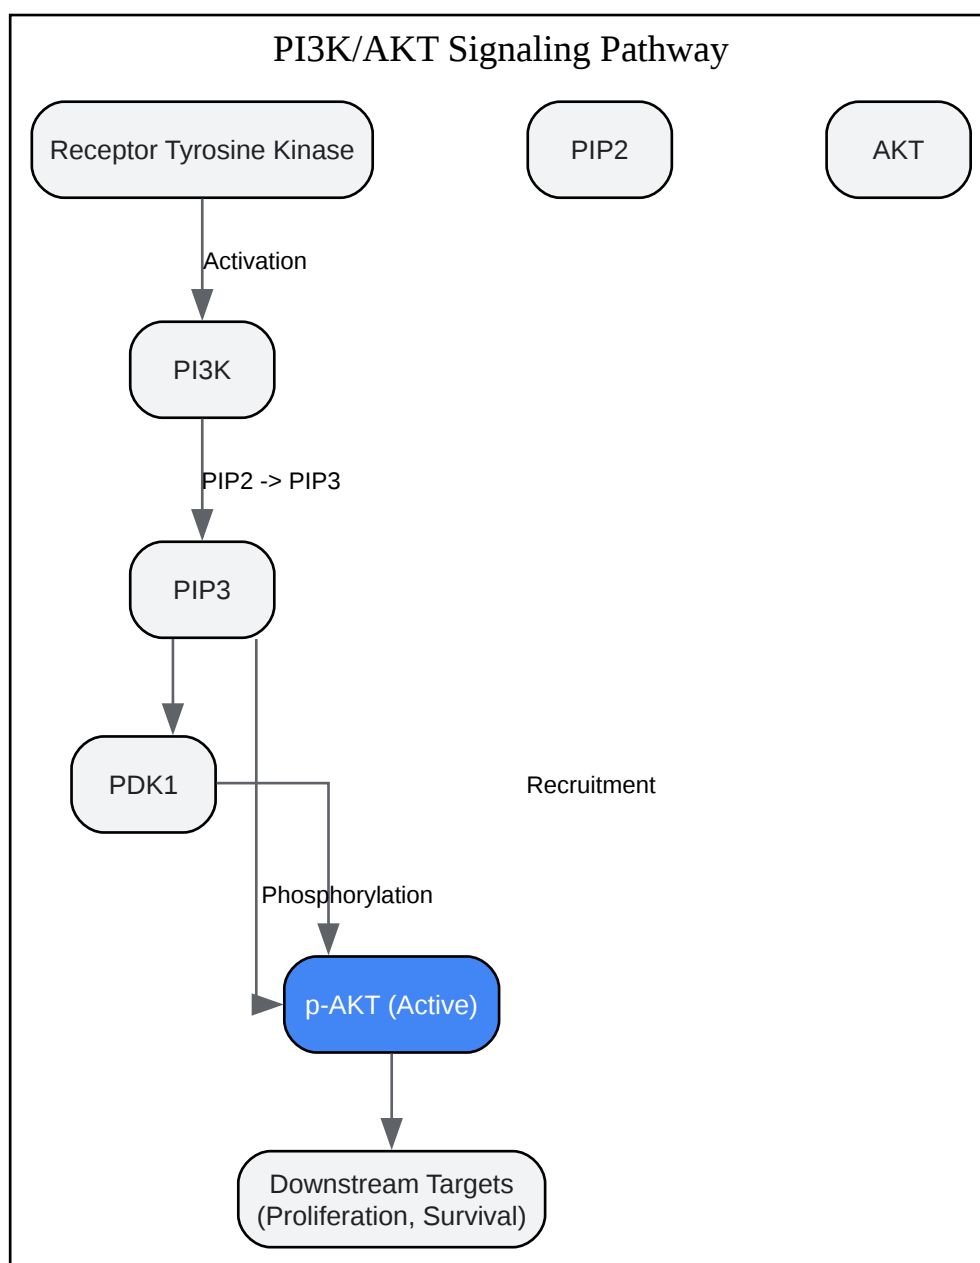 PI3K/AKT Signaling Pathway
Receptor Tyrosine Kinase
PIP2
AKT
Activation
PI3K
PIP2 -> PIP3
PIP3
PDK1
Recruitment
Phosphorylation
p-AKT (Active)
Downstream Targets
(Proliferation, Survival)